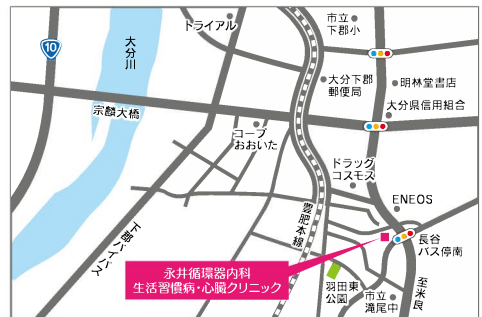 トライアル
市立
下郡小
10
大分川
大分下郡
郵便局
明林堂書店
大分県信用組合
宗麟大橋
コープ
おおいた
ドラッグ
コスモス
ENEOS
下郡バイパス
豊肥本線
長谷
バス停南
永井循環器内科
生活習慣病・心臓クリニック
羽田東
公園
市立
滝尾中
至米良